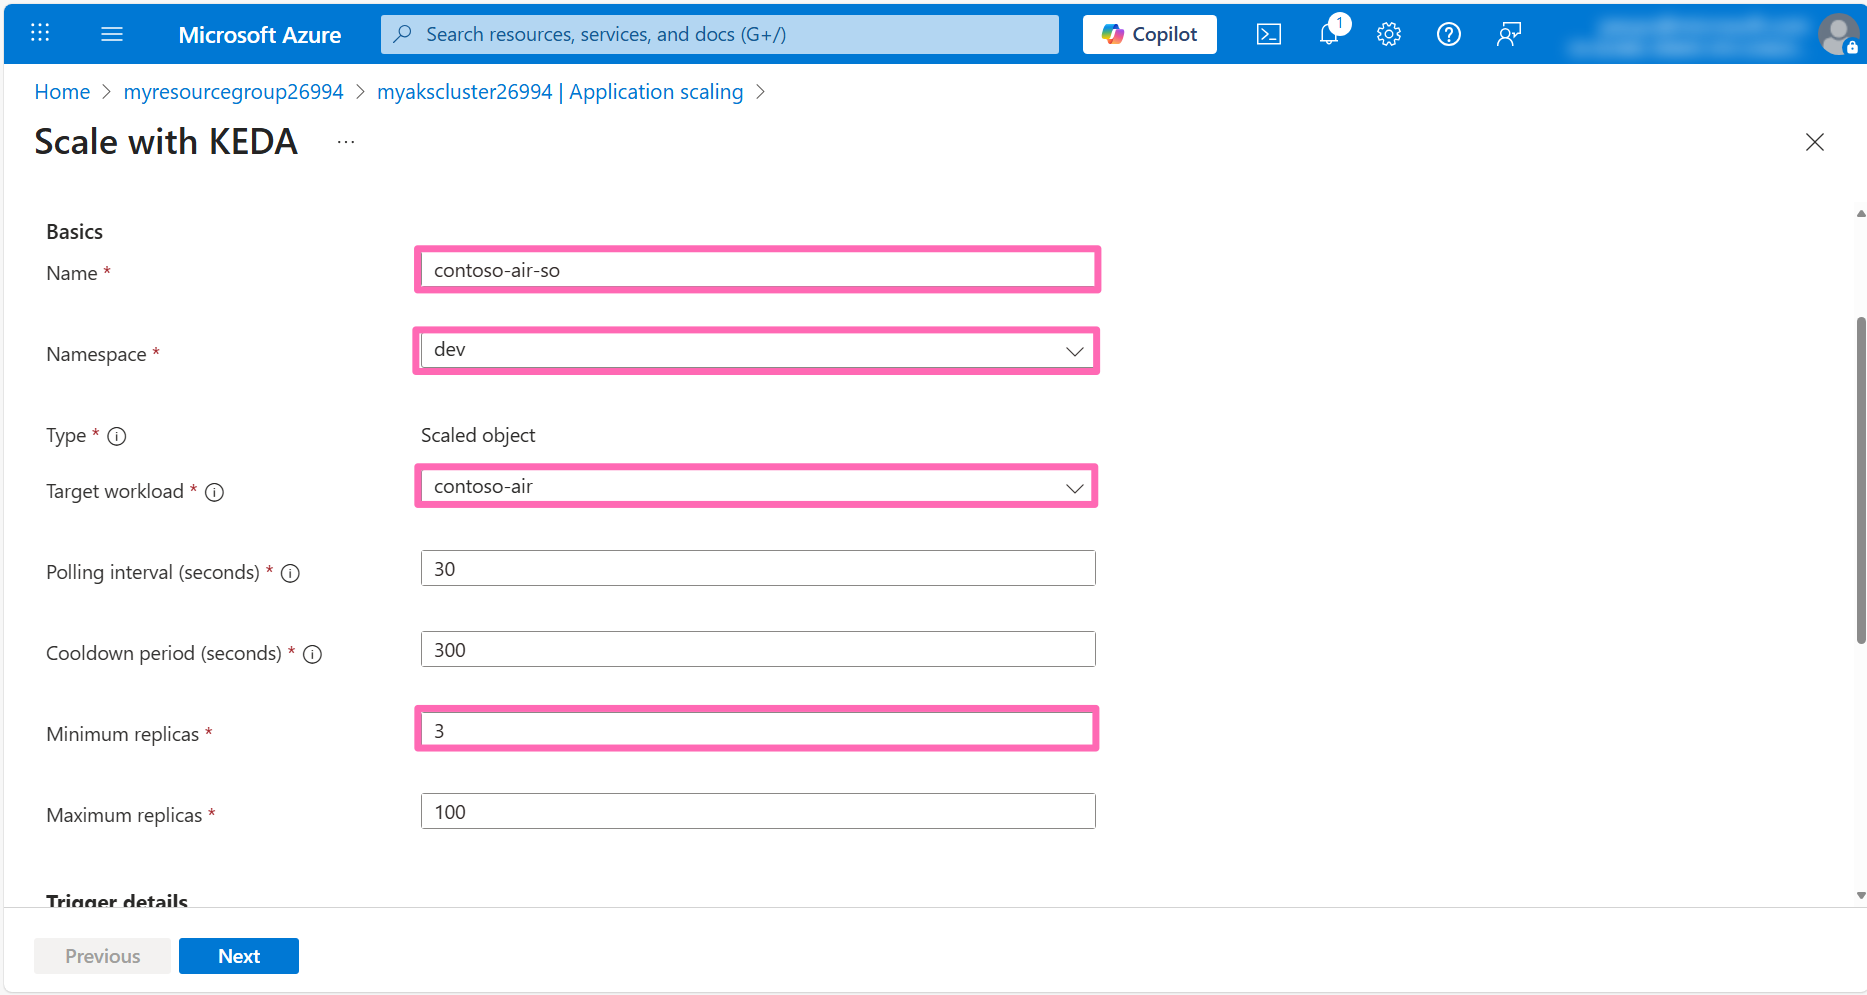 Microsoft Azure
Search resources, services, and docs (G+/)
Copilot
1
Home > myresourcegroup26994 > myakscluster26994 | Application scaling >
Scale with KEDA ...
Basics
Name *
contoso-air-so
Namespace *
dev
Type *
Scaled object
Target workload *
contoso-air
Polling interval (seconds) *
30
Cooldown period (seconds) *
300
Minimum replicas *
3
Maximum replicas *
100
Trigger details
Previous
Next